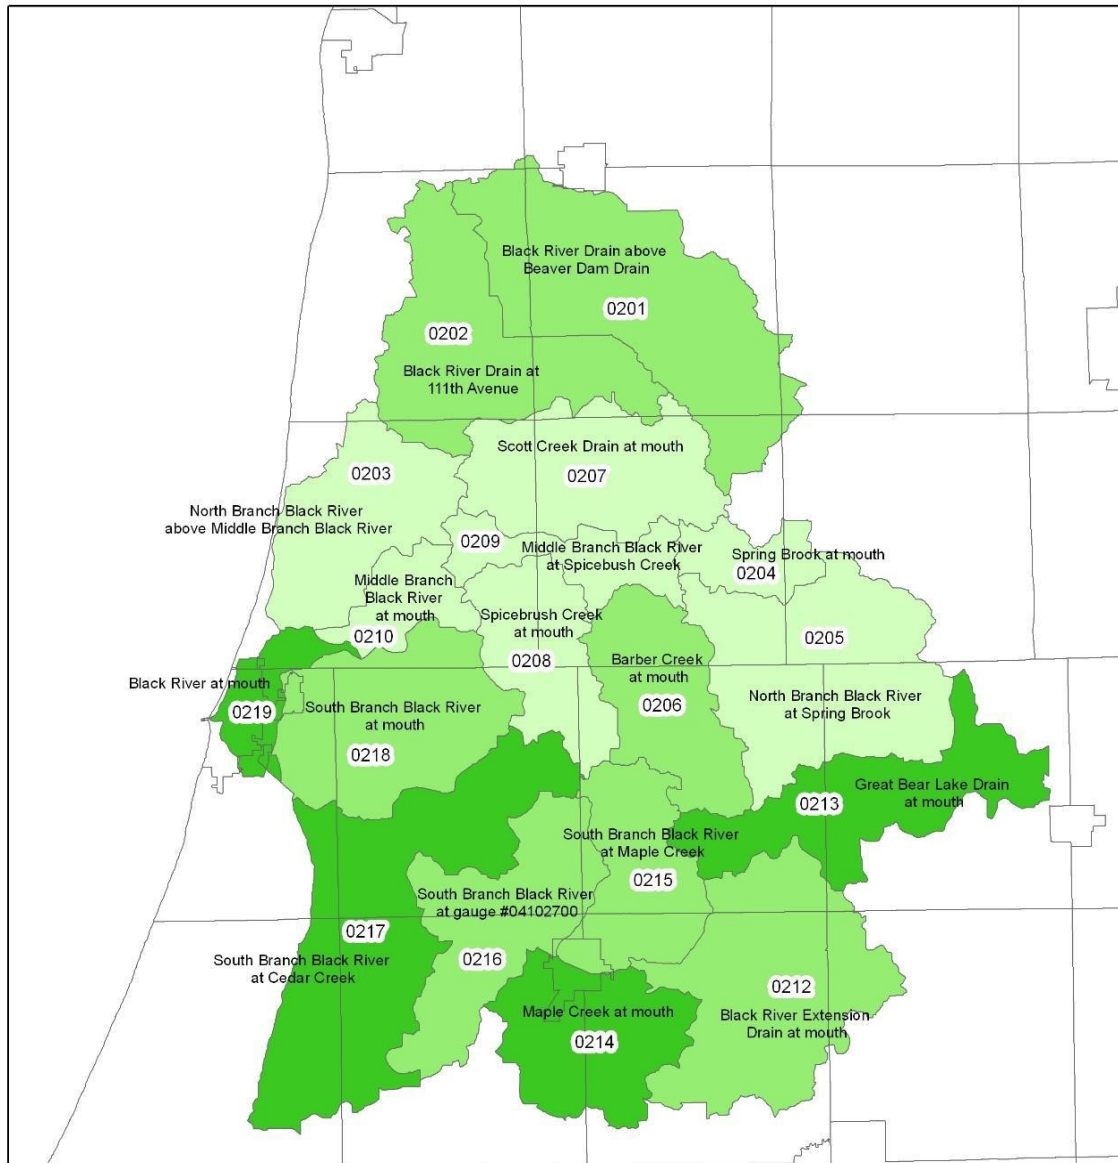 Black River Drain above
Beaver Dam Drain
0201
0202
Black River Drain at
111th Avenue
Scott Creek Drain at mouth
0207
0203
North Branch Black River
above Middle Branch Black River
0209
Middle Branch Black River
at Spicebush Creek
Spring Brook at mouth
0204
Middle Branch
Black River
at mouth
0210
Spicebrush Creek
at mouth
0208
0205
Barber Creek
at mouth
0206
North Branch Black River
at Spring Brook
Black River at mouth
0219
South Branch Black River
at mouth
0218
Great Bear Lake Drain
at mouth
0213
South Branch Black River
at Maple Creek
0215
South Branch Black River
at gauge #04102700
0216
0217
South Branch Black River
at Cedar Creek
0212
Black River Extension
Drain at mouth
Maple Creek at mouth
0214